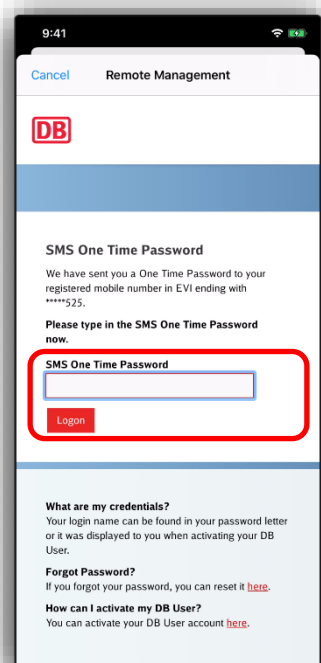 9:41
Cancel Remote Management
DB
SMS One Time Password
We have sent you a One Time Password to your
registered mobile number in EVI ending with
*****525.
Please type in the SMS One Time Password
now.
SMS One Time Password
Logon
What are my credentials?
Your login name can be found in your password letter
or it was displayed to you when activating your DB
User.
Forgot Password?
If you forgot your password, you can reset it here.
How can I activate my DB User?
You can activate your DB User account here.